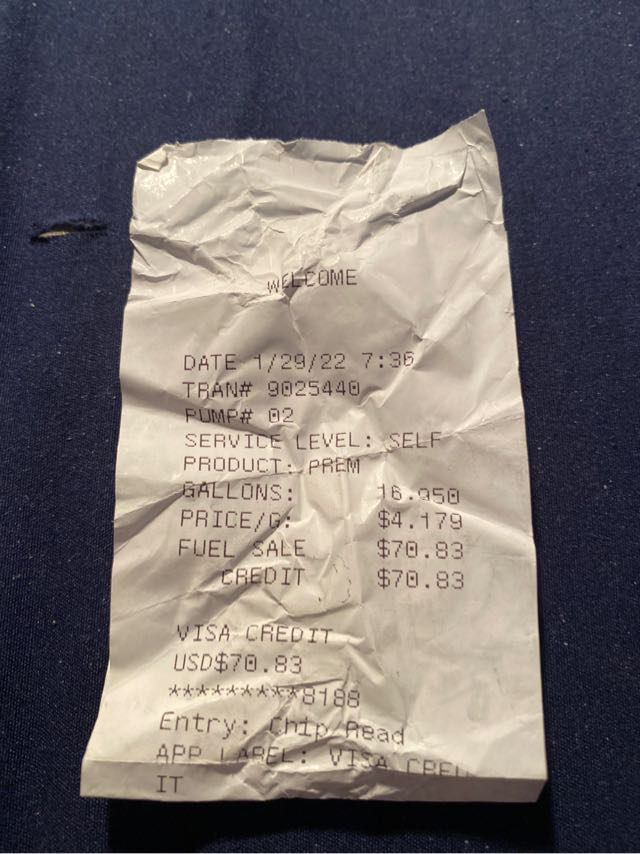 WELCOME
DATE 1/29/22 7:36
TRAN# 9025440
PUMP# 02
SERVICE LEVEL: SELF
PRODUCT: PREM
GALLONS: 16.950
PRICE/G: $4.179
FUEL SALE $70.83
CREDIT $70.83
VISA CREDIT
USD$70.83
*********8188
Entry: Chip Read
APP LABEL: VISA CRED
IT